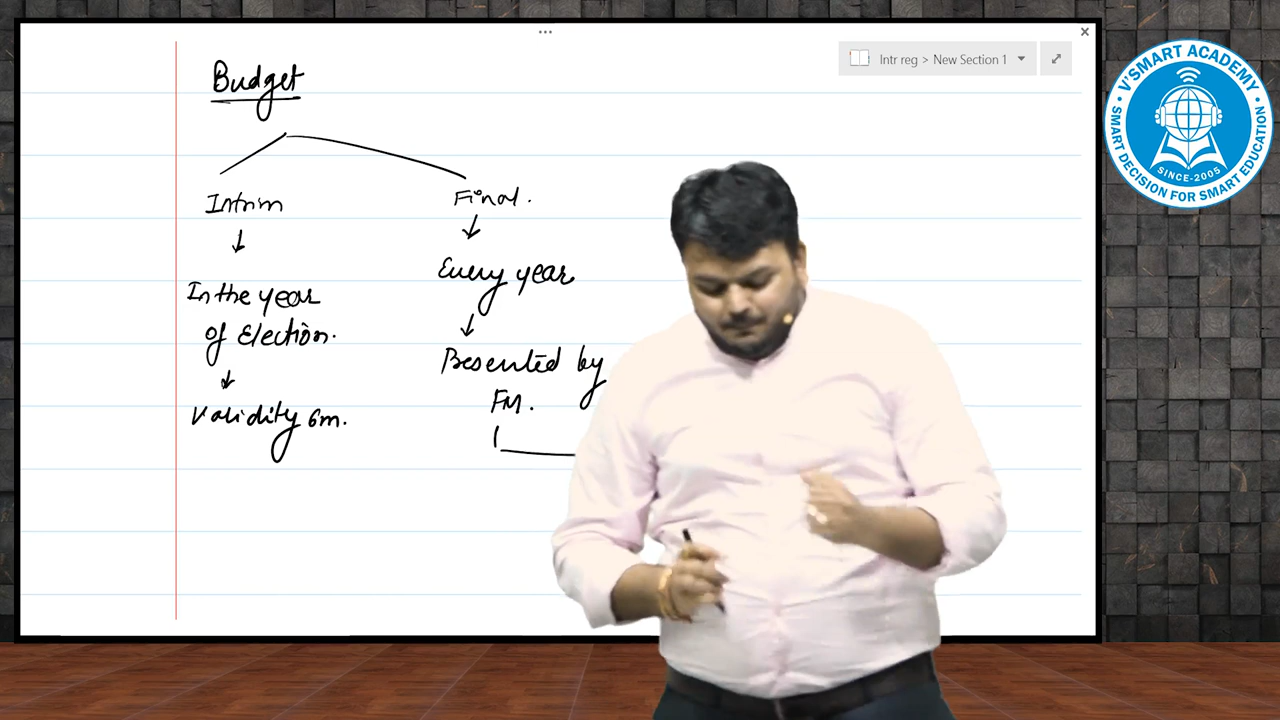 Budget
Intrim
In the year
of Election.
Validity 6m.
Final.
Every year
Presented by
FM.
Intr reg > New Section 1
V'SMART ACADEMY
SMART DECISION FOR SMART EDUCATION
SINCE-2005